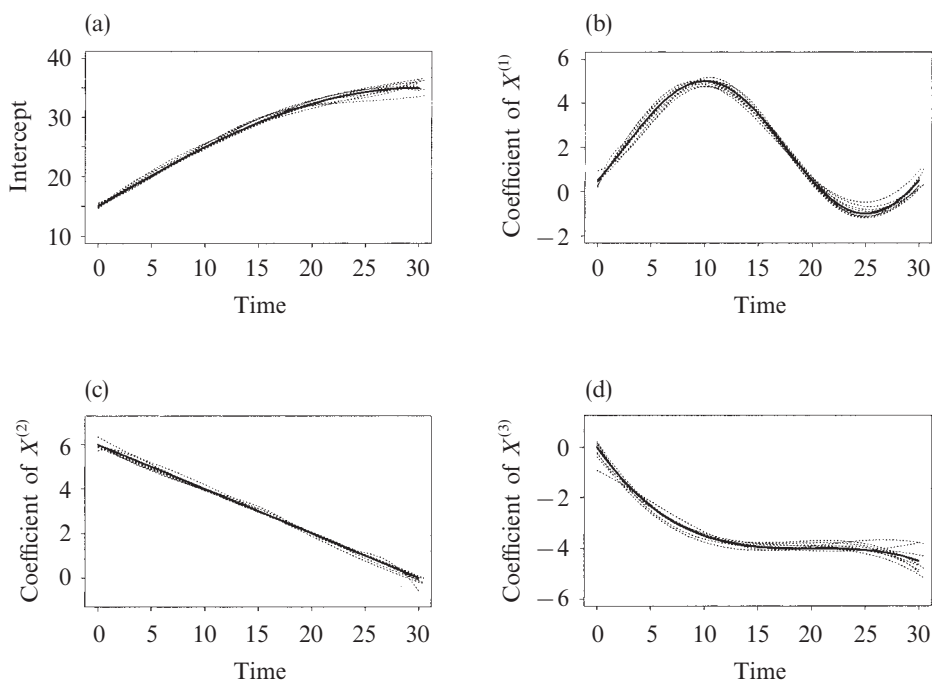 (a)
40
30
20
10
Intercept
0 5 10 15 20 25 30
Time
(b)
6
4
2
0
−2
Coefficient of X(1)
0 5 10 15 20 25 30
Time
(c)
6
4
2
0
Coefficient of X(2)
0 5 10 15 20 25 30
Time
(d)
0
−2
−4
−6
Coefficient of X(3)
0 5 10 15 20 25 30
Time